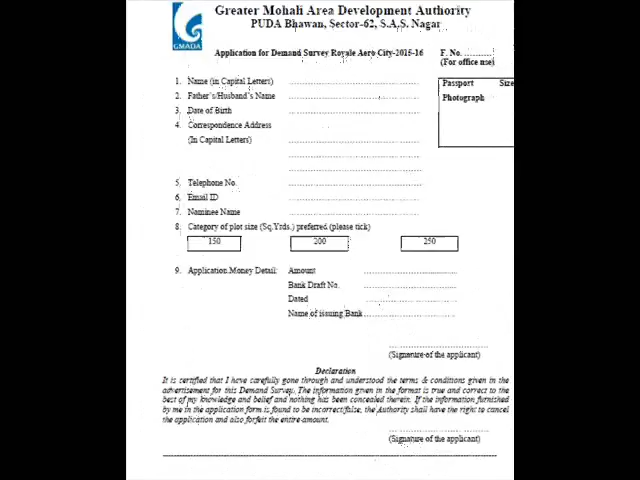 Greater Mohali Area Development Authority
PUDA Bhawan, Sector-62, S.A.S. Nagar
GMADA
Application for Demand Survey Royale Aero City-2015-16
F. No. ............
(For office use)
Passport Size
Photograph
1. Name (in Capital Letters)
2. Father's/Husband's Name
3. Date of Birth
4. Correspondence Address
(In Capital Letters)
5. Telephone No.
6. Email ID
7. Nominee Name
8. Category of plot size (Sq.Yrds.) preferred (please tick)
150 200 250
9. Application Money Detail: Amount
Bank Draft No.
Dated
Name of issuing Bank
(Signature of the applicant)
Declaration
It is certified that I have carefully gone through and understood the terms & conditions given in the
advertisement for this Demand Survey. The information given in the format is true and correct to the
best of my knowledge and belief and nothing has been concealed therein. If the information furnished
by me in the application form is found to be incorrect/false, the Authority shall have the right to cancel
the application and also forfeit the entire-amount.
(Signature of the applicant)